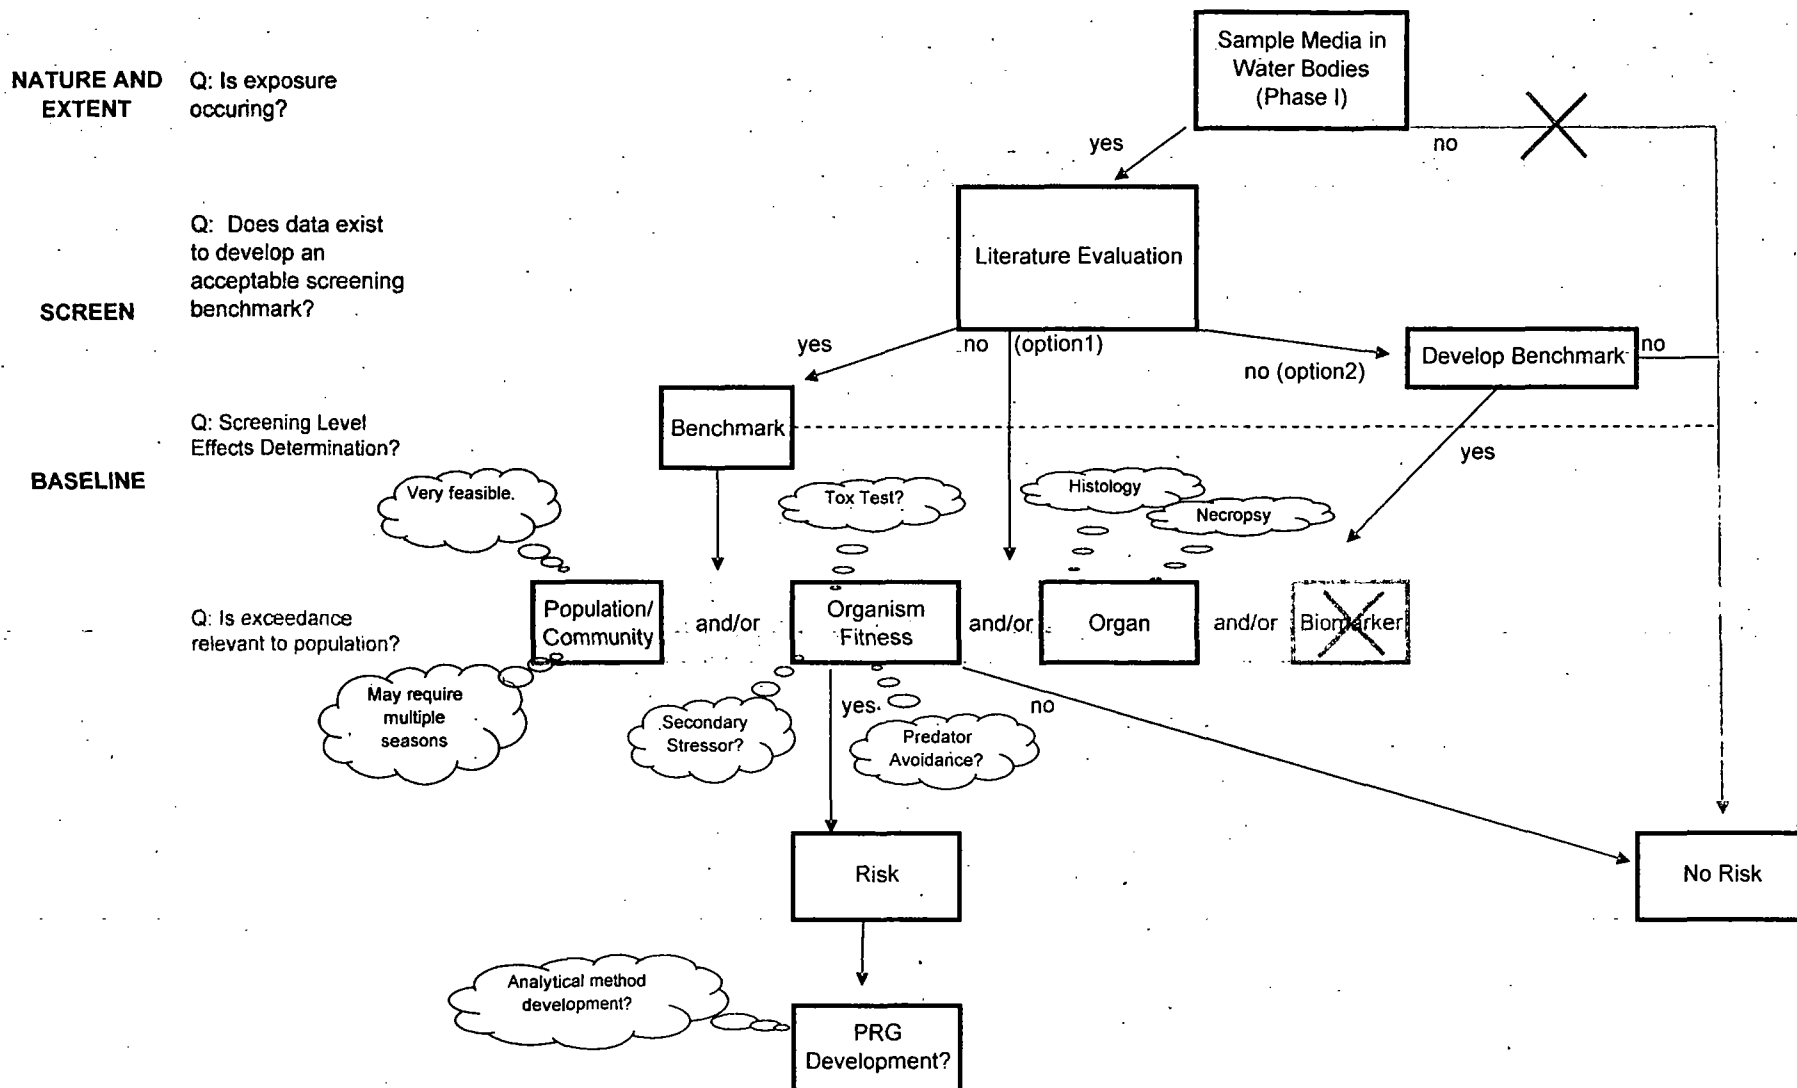 Sample Media in
Water Bodies
(Phase I)
NATURE AND
EXTENT
Q: Is exposure
occuring?
yes
no
Q: Does data exist
to develop an
acceptable screening
benchmark?
SCREEN
Literature Evaluation
yes
no (option1)
no (option2)
Develop Benchmark
no
Q: Screening Level
Effects Determination?
Benchmark
yes
BASELINE
Very feasible.
Tox Test?
Histology
Necropsy
Q: Is exceedance
relevant to population?
Population/
Community
and/or
Organism
Fitness
and/or
Organ
and/or
Biomarker
May require
multiple
seasons
Secondary
Stressor?
yes
Predator
Avoidance?
no
Risk
No Risk
Analytical method
development?
PRG
Development?